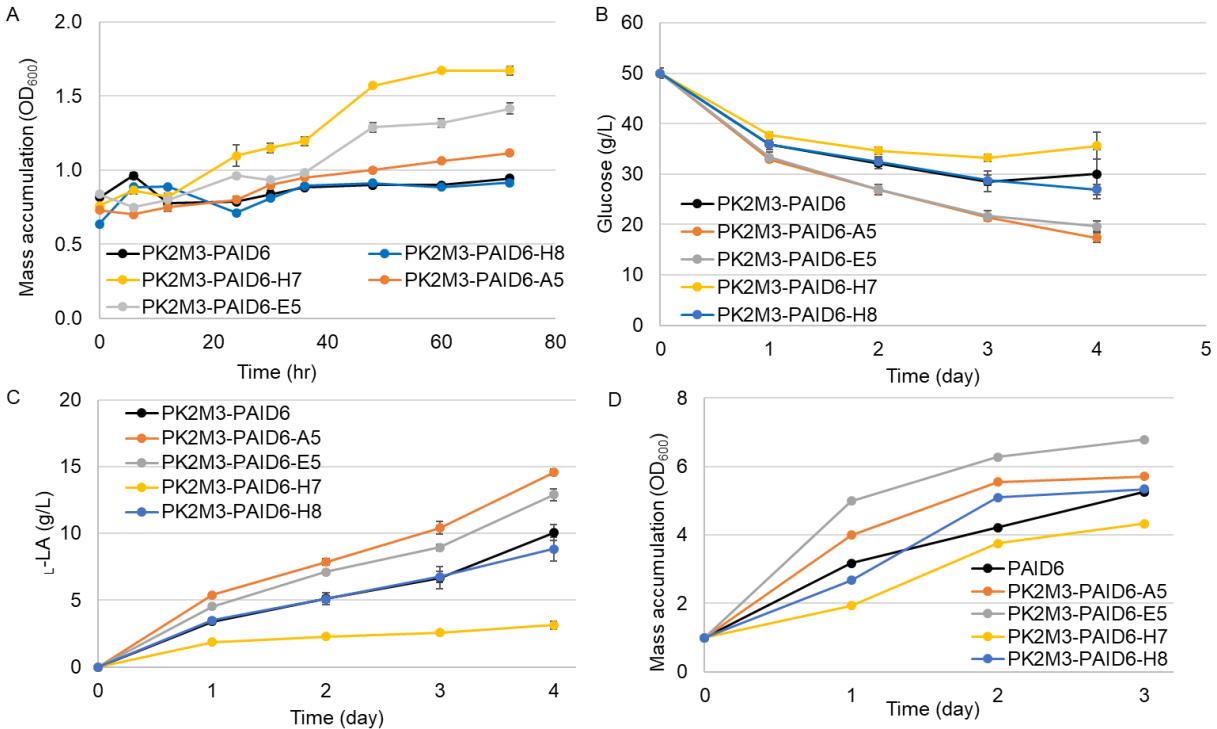 A
Mass accumulation (OD600)
2.0
1.5
1.0
0.5
0.0
PK2M3-PAID6
PK2M3-PAID6-H8
PK2M3-PAID6-H7
PK2M3-PAID6-A5
PK2M3-PAID6-E5
0 20 40 60 80
Time (hr)
B
Glucose (g/L)
60
50
40
30
20
10
0
PK2M3-PAID6
PK2M3-PAID6-A5
PK2M3-PAID6-E5
PK2M3-PAID6-H7
PK2M3-PAID6-H8
0 1 2 3 4 5
Time (day)
C
L-LA (g/L)
20
15
10
5
0
PK2M3-PAID6
PK2M3-PAID6-A5
PK2M3-PAID6-E5
PK2M3-PAID6-H7
PK2M3-PAID6-H8
0 1 2 3 4
Time (day)
D
Mass accumulation (OD600)
8
6
4
2
0
PAID6
PK2M3-PAID6-A5
PK2M3-PAID6-E5
PK2M3-PAID6-H7
PK2M3-PAID6-H8
0 1 2 3
Time (day)